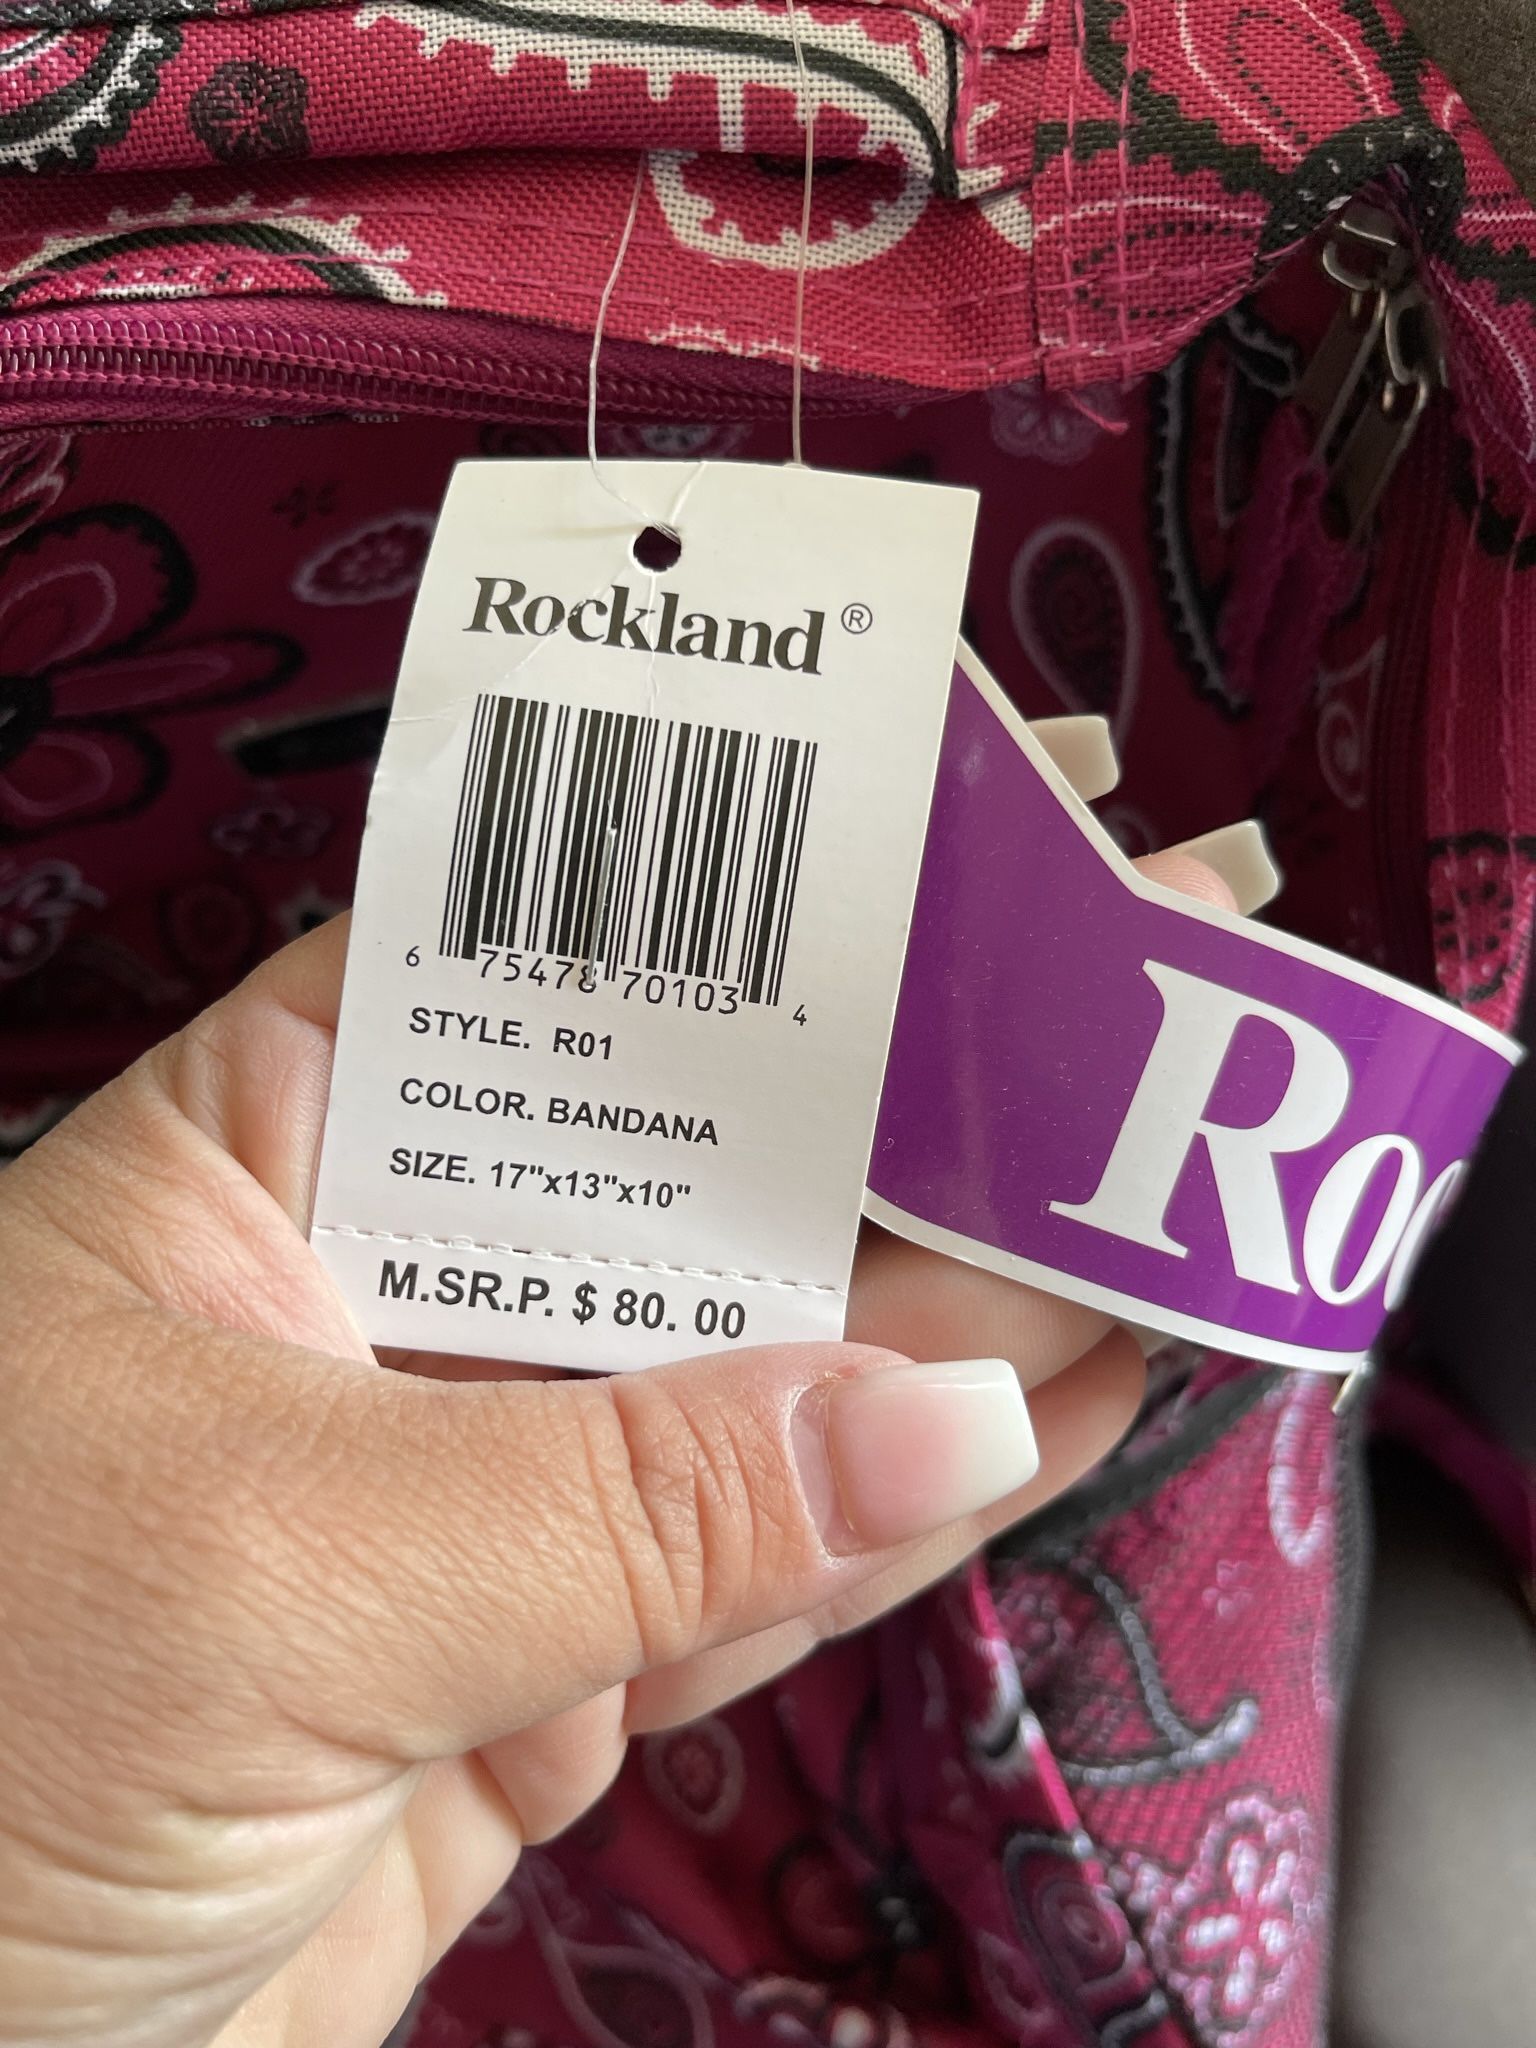 Rockland®
6 75478 70103 4
STYLE. R01
COLOR. BANDANA
SIZE. 17"x13"x10"
M.SR.P. $ 80. 00
Roc